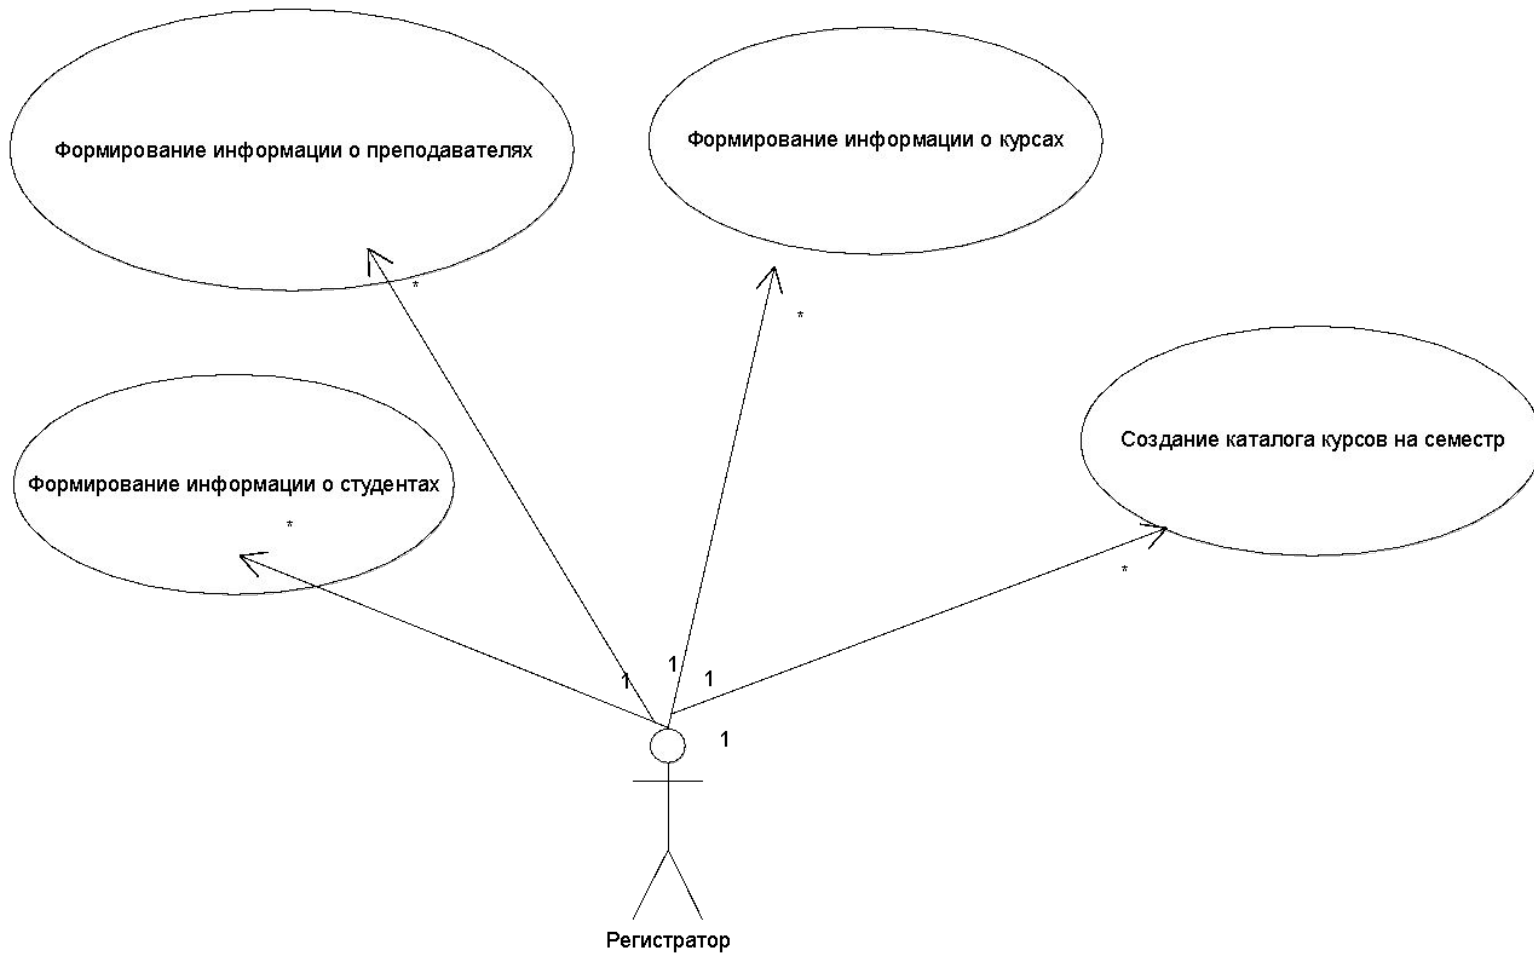 Формирование информации о преподавателях
Формирование информации о курсах
*
*
Создание каталога курсов на семестр
Формирование информации о студентах
*
*
1
1
1
1
Регистратор